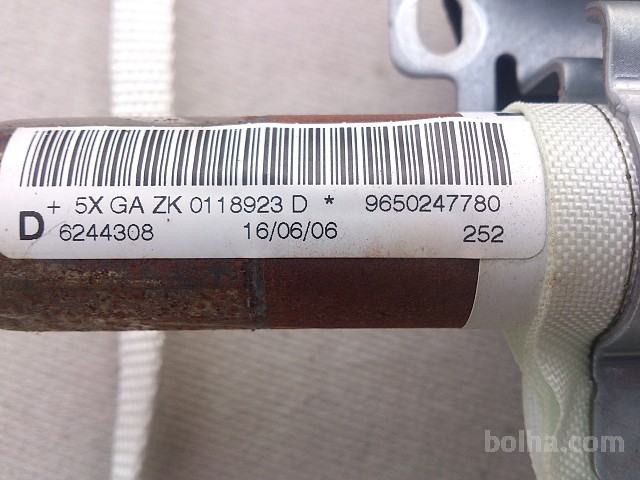 + 5X GA ZK 0118923 D * 9650247780
D 6244308 16/06/06 252
bolha.com